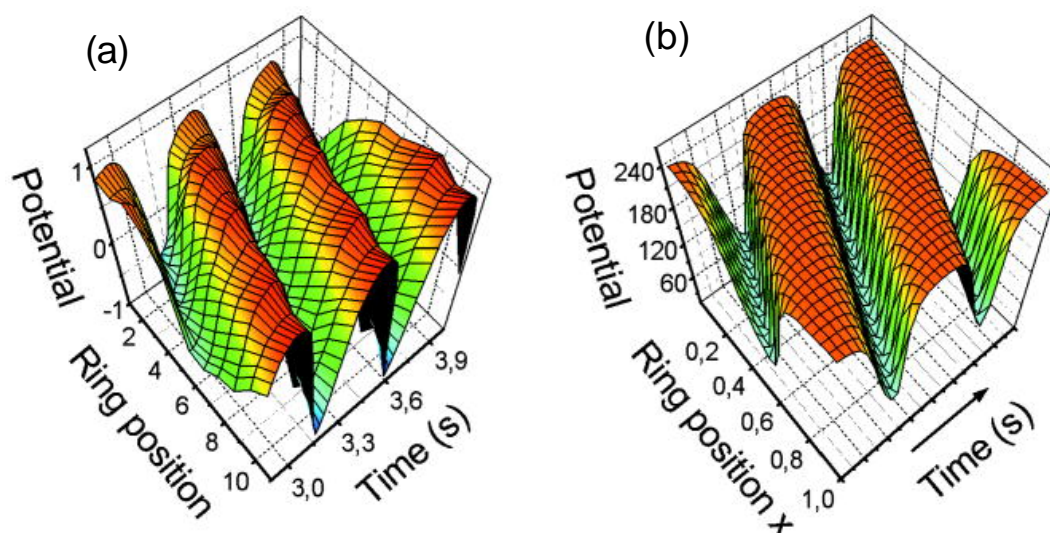 (a)
Potential
1
0
-1
2
4
6
8
10
Ring position
3,0
3,3
3,6
3,9
Time (s)
(b)
Potential
240
180
120
60
0,2
0,4
0,6
0,8
1,0
Ring position x
Time (s)